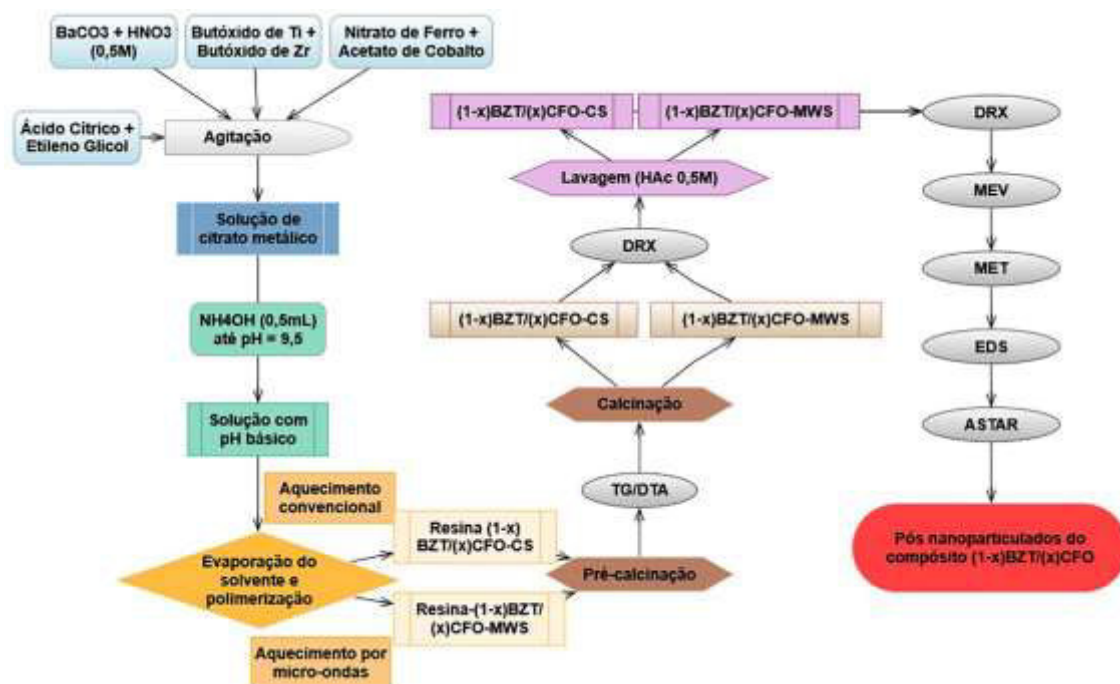 BaCO3 + HNO3
(0,5M)
Butóxido de Ti +
Butóxido de Zr
Nitrato de Ferro +
Acetato de Cobalto
Ácido Cítrico +
Etileno Glicol
Agitação
Solução de
citrato metálico
NH4OH (0,5mL)
até pH = 9,5
Solução com
pH básico
Aquecimento
convencional
Evaporação do
solvente e
polimerização
Aquecimento por
micro-ondas
Resina (1-x)
BZT/(x)CFO-CS
Resina-(1-x)BZT/
(x)CFO-MWS
Pré-calcinação
TG/DTA
Calcinação
(1-x)BZT/(x)CFO-CS
(1-x)BZT/(x)CFO-MWS
DRX
Lavagem (HAc 0,5M)
(1-x)BZT/(x)CFO-CS
(1-x)BZT/(x)CFO-MWS
DRX
MEV
MET
EDS
ASTAR
Pós nanoparticulados do
compósito (1-x)BZT/(x)CFO